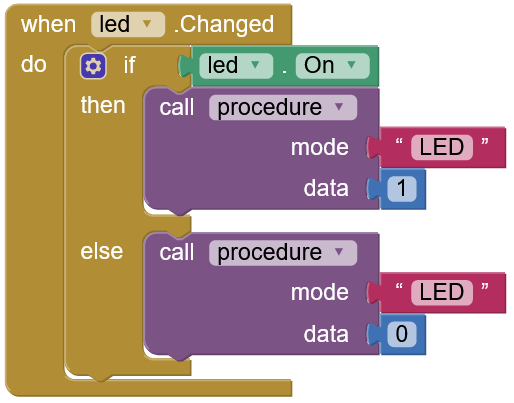 when led .Changed
do if led . On
then call procedure
mode “ LED ”
data 1
else call procedure
mode “ LED ”
data 0